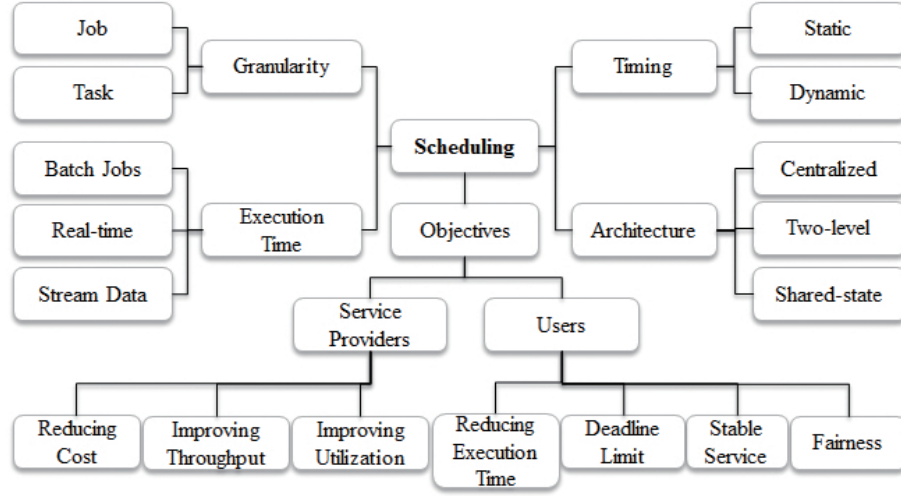 Job
Granularity
Task
Timing
Static
Dynamic
Scheduling
Batch Jobs
Real-time
Stream Data
Execution
Time
Objectives
Architecture
Centralized
Two-level
Shared-state
Service
Providers
Users
Reducing
Cost
Improving
Throughput
Improving
Utilization
Reducing
Execution
Time
Deadline
Limit
Stable
Service
Fairness